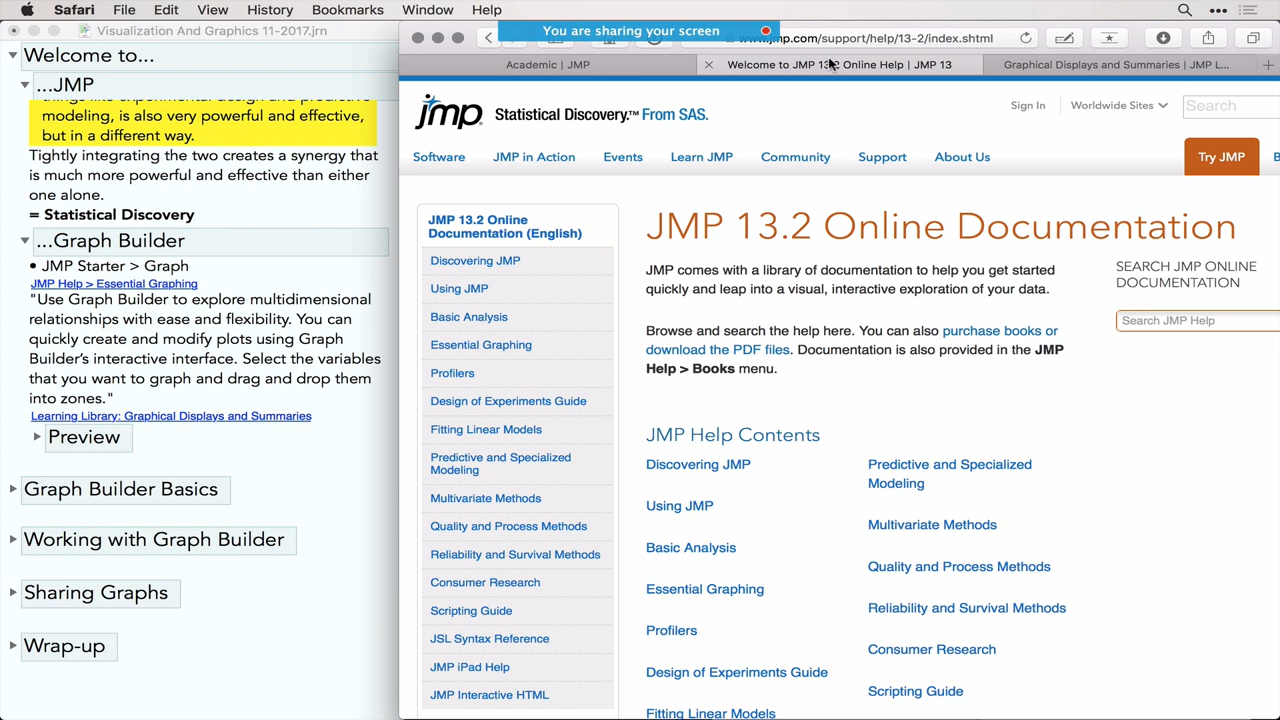 Safari File Edit View History Bookmarks Window Help
Visualization And Graphics 11-2017.jrn
Welcome to...
...JMP
modeling, is also very powerful and effective,
but in a different way.
Tightly integrating the two creates a synergy that
is much more powerful and effective than either
one alone.
= Statistical Discovery
...Graph Builder
• JMP Starter > Graph
JMP Help > Essential Graphing
"Use Graph Builder to explore multidimensional
relationships with ease and flexibility. You can
quickly create and modify plots using Graph
Builder's interactive interface. Select the variables
that you want to graph and drag and drop them
into zones."
Learning Library: Graphical Displays and Summaries
Preview
Graph Builder Basics
Working with Graph Builder
Sharing Graphs
Wrap-up
You are sharing your screen
www.jmp.com/support/help/13-2/index.shtml
Academic | JMP
Welcome to JMP 13.2 Online Help | JMP 13
Graphical Displays and Summaries | JMP L...
jmp Statistical Discovery.™ From SAS.
Sign In
Worldwide Sites
Search
Software
JMP in Action
Events
Learn JMP
Community
Support
About Us
Try JMP
JMP 13.2 Online
Documentation (English)
Discovering JMP
Using JMP
Basic Analysis
Essential Graphing
Profilers
Design of Experiments Guide
Fitting Linear Models
Predictive and Specialized
Modeling
Multivariate Methods
Quality and Process Methods
Reliability and Survival Methods
Consumer Research
Scripting Guide
JSL Syntax Reference
JMP iPad Help
JMP Interactive HTML
JMP 13.2 Online Documentation
JMP comes with a library of documentation to help you get started
quickly and leap into a visual, interactive exploration of your data.
Browse and search the help here. You can also purchase books or
download the PDF files. Documentation is also provided in the JMP
Help > Books menu.
SEARCH JMP ONLINE
DOCUMENTATION
Search JMP Help
JMP Help Contents
Discovering JMP
Using JMP
Basic Analysis
Essential Graphing
Profilers
Design of Experiments Guide
Fitting Linear Models
Predictive and Specialized
Modeling
Multivariate Methods
Quality and Process Methods
Reliability and Survival Methods
Consumer Research
Scripting Guide